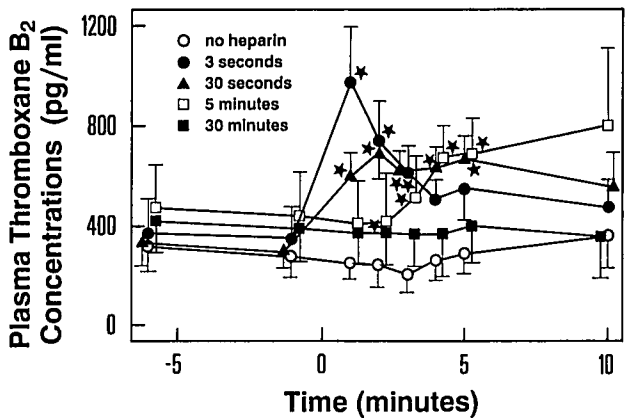 Plasma Thromboxane B2
Concentrations (pg/ml)
1200
800
400
0
no heparin
3 seconds
30 seconds
5 minutes
30 minutes
-5
0
5
10
Time (minutes)